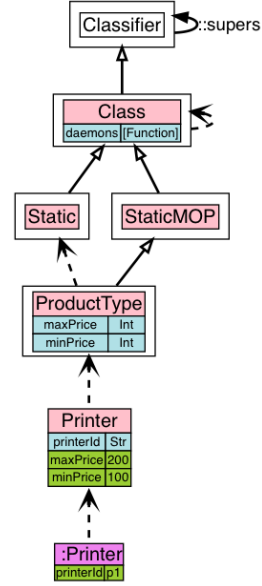 Classifier
::supers
Class
daemons [Function]
Static StaticMOP
ProductType
maxPrice Int
minPrice Int
Printer
printerId Str
maxPrice 200
minPrice 100
:Printer
printerId p1